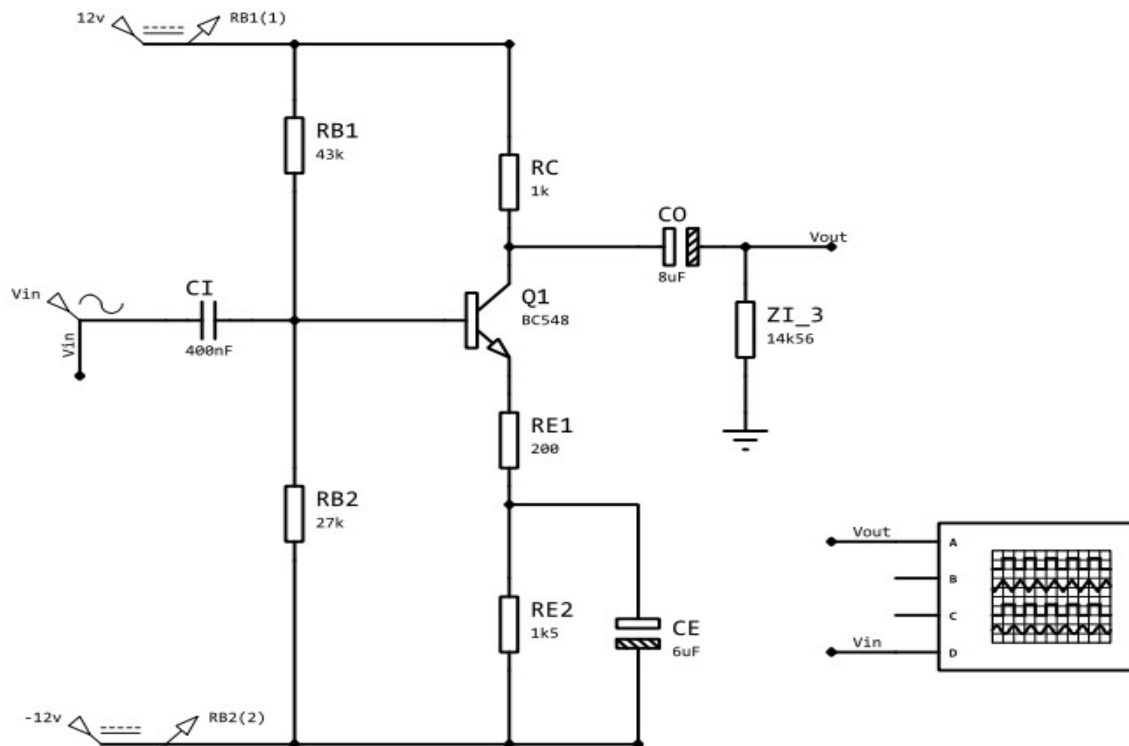 12v
RB1(1)
RB1
43k
RC
1k
CO
8uF
Vout
Vin
CI
400nF
Vin
Q1
BC548
ZI_3
14k56
RE1
200
RB2
27k
RE2
1k5
CE
6uF
Vout
A
B
C
Vin
D
-12v
RB2(2)